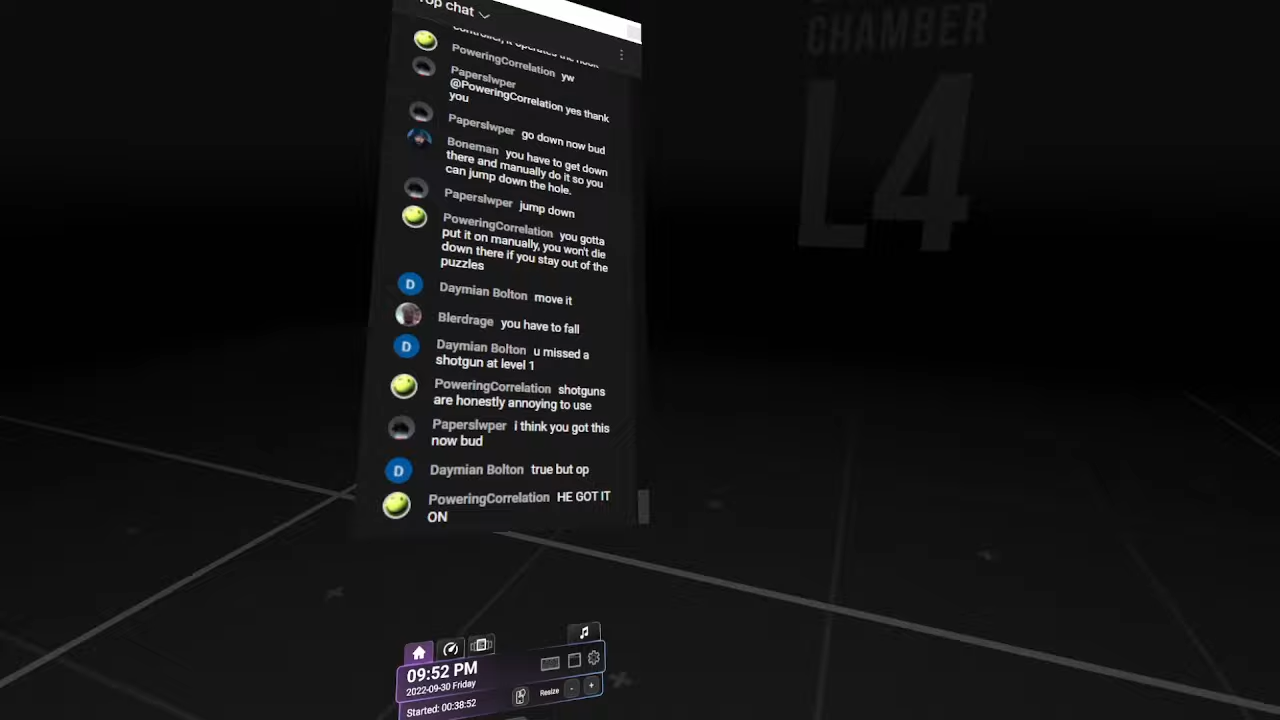 op chat
CHAMBER
L4
controller, it operates the hook
PoweringCorrelation yw
Paperslwper
@PoweringCorrelation yes thank
you
Paperslwper go down now bud
Boneman you have to get down
there and manually do it so you
can jump down the hole.
Paperslwper jump down
PoweringCorrelation you gotta
put it on manually, you won't die
down there if you stay out of the
puzzles
D
Daymian Bolton move it
Blerdrage you have to fall
D
Daymian Bolton u missed a
shotgun at level 1
PoweringCorrelation shotguns
are honestly annoying to use
Paperslwper i think you got this
now bud
D
Daymian Bolton true but op
PoweringCorrelation HE GOT IT
ON
09:52 PM
2022-09-30 Friday
Started: 00:38:52
Resize - +